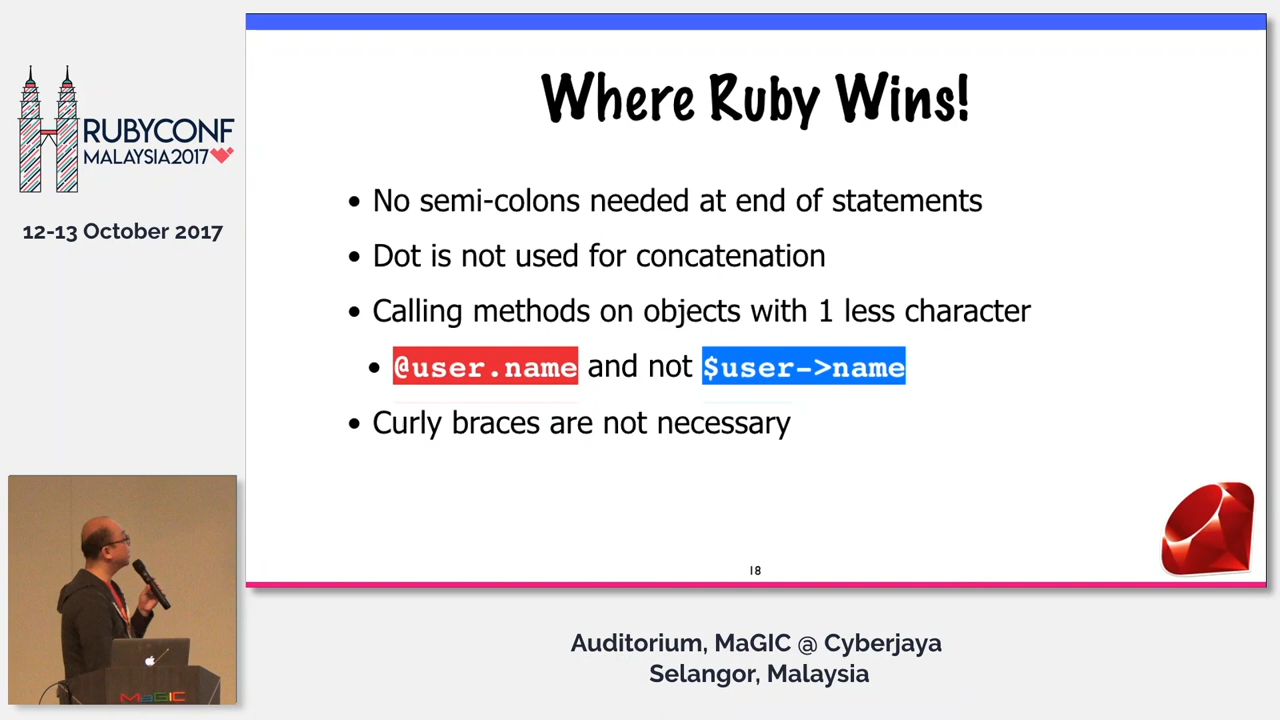 RUBYCONF
MALAYSIA2017
12-13 October 2017
Where Ruby Wins!
• No semi-colons needed at end of statements
• Dot is not used for concatenation
• Calling methods on objects with 1 less character
• @user.name and not $user->name
• Curly braces are not necessary
18
MaGIC
Auditorium, MaGIC @ Cyberjaya
Selangor, Malaysia